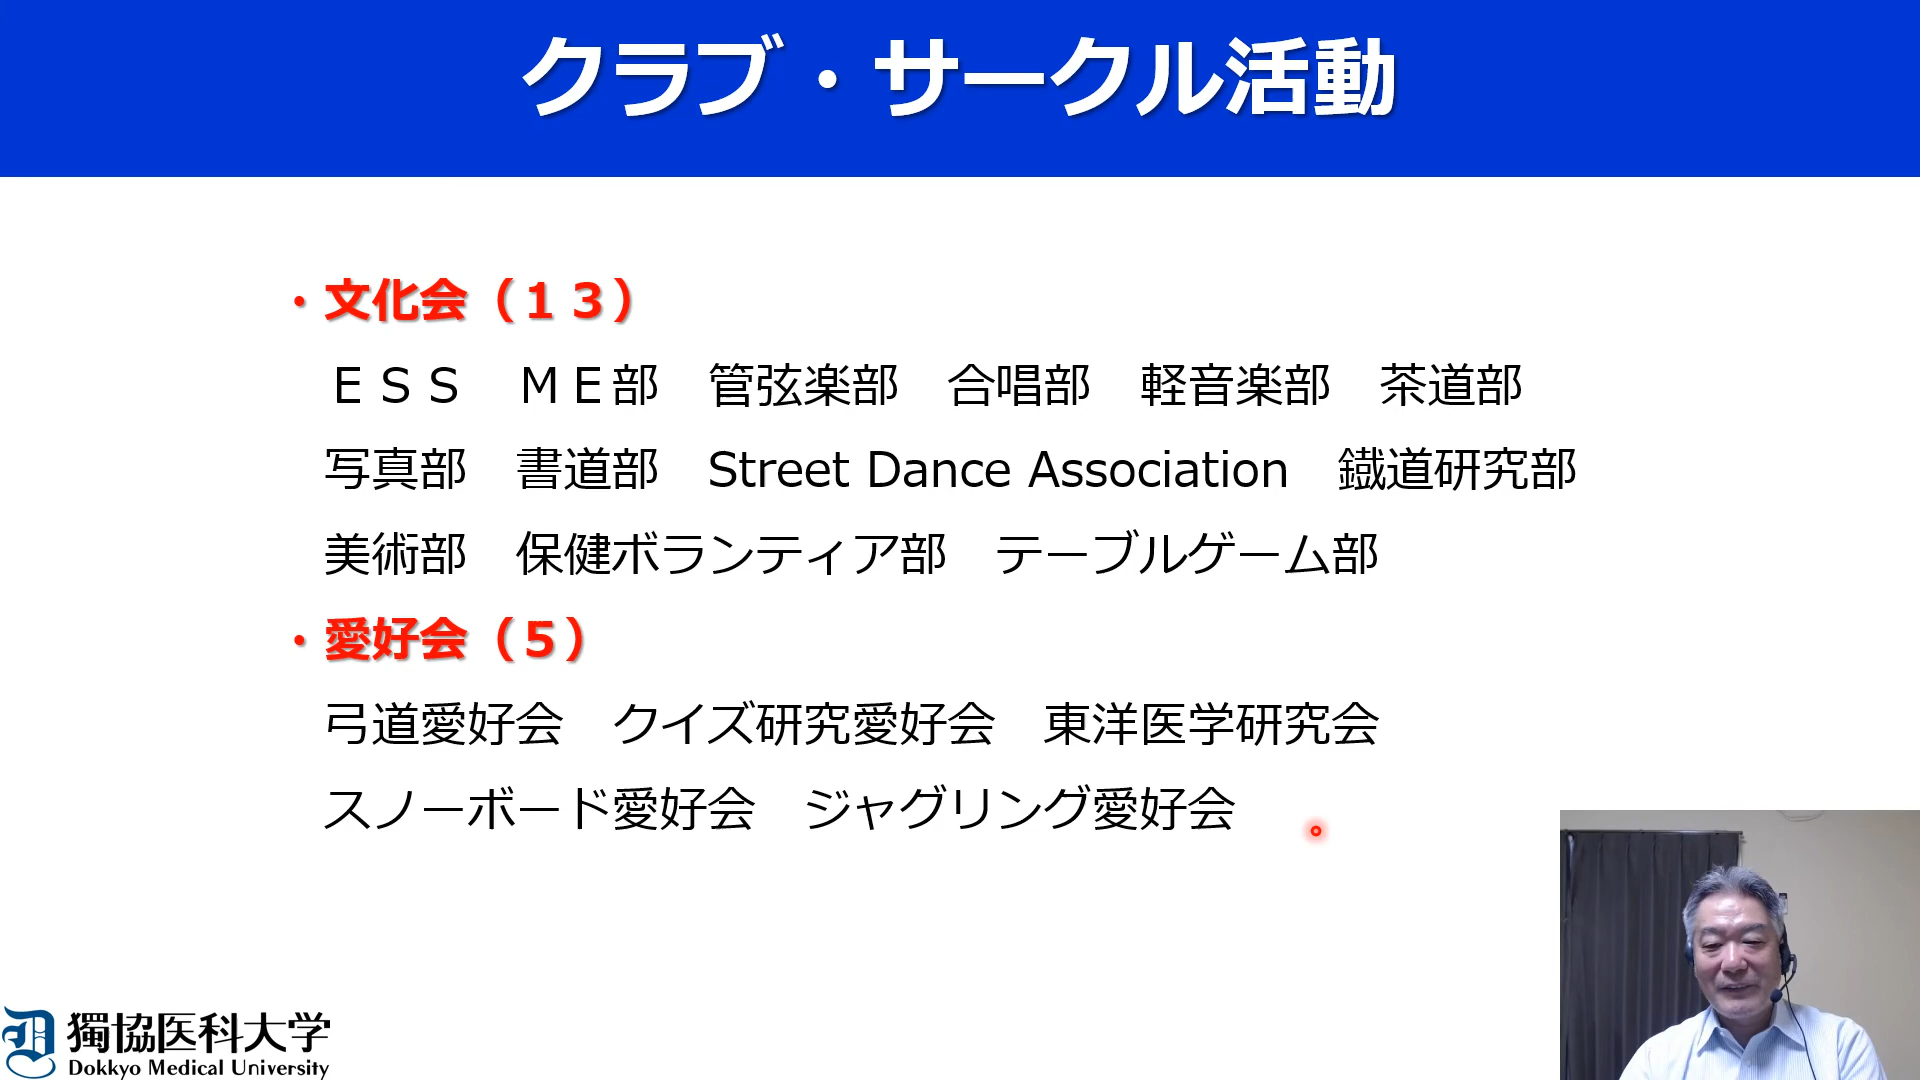 クラブ・サークル活動
・文化会（１３）
ＥＳＳ　ＭＥ部　管弦楽部　合唱部　軽音楽部　茶道部
写真部　書道部　Street Dance Association　鐵道研究部
美術部　保健ボランティア部　テーブルゲーム部
・愛好会（５）
弓道愛好会　クイズ研究愛好会　東洋医学研究会
スノーボード愛好会　ジャグリング愛好会
獨協医科大学
Dokkyo Medical University